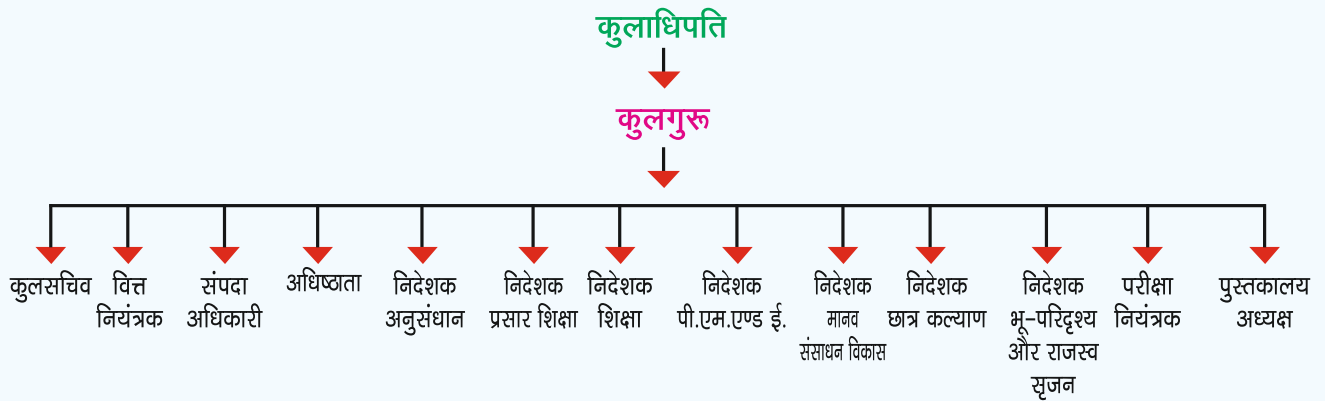 कुलाधिपति
कुलगुरू
कुलसचिव
वित्त
नियंत्रक
संपदा
अधिकारी
अधिष्ठाता
निदेशक
अनुसंधान
निदेशक
प्रसार शिक्षा
निदेशक
शिक्षा
निदेशक
पी.एम.एण्ड ई.
निदेशक
मानव
संसाधन विकास
निदेशक
छात्र कल्याण
निदेशक
भू-परिदृश्य
और राजस्व
सृजन
परीक्षा
नियंत्रक
पुस्तकालय
अध्यक्ष